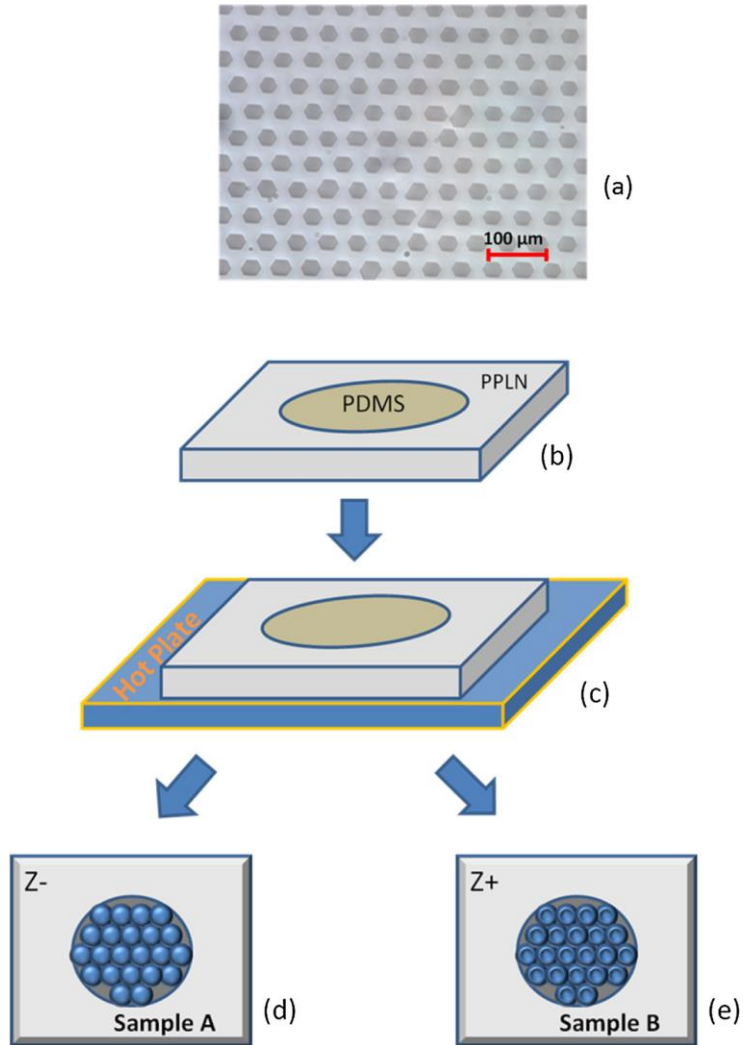 (a)
100 µm
PPLN
PDMS
(b)
Hot Plate
(c)
Z-
Sample A
(d)
Z+
Sample B
(e)